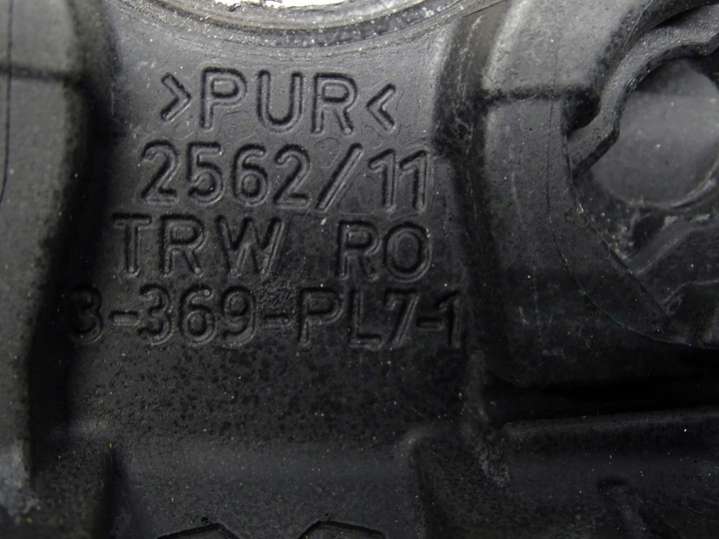 >PUR<
2562/11
TRW RO
3-369-PL7-1